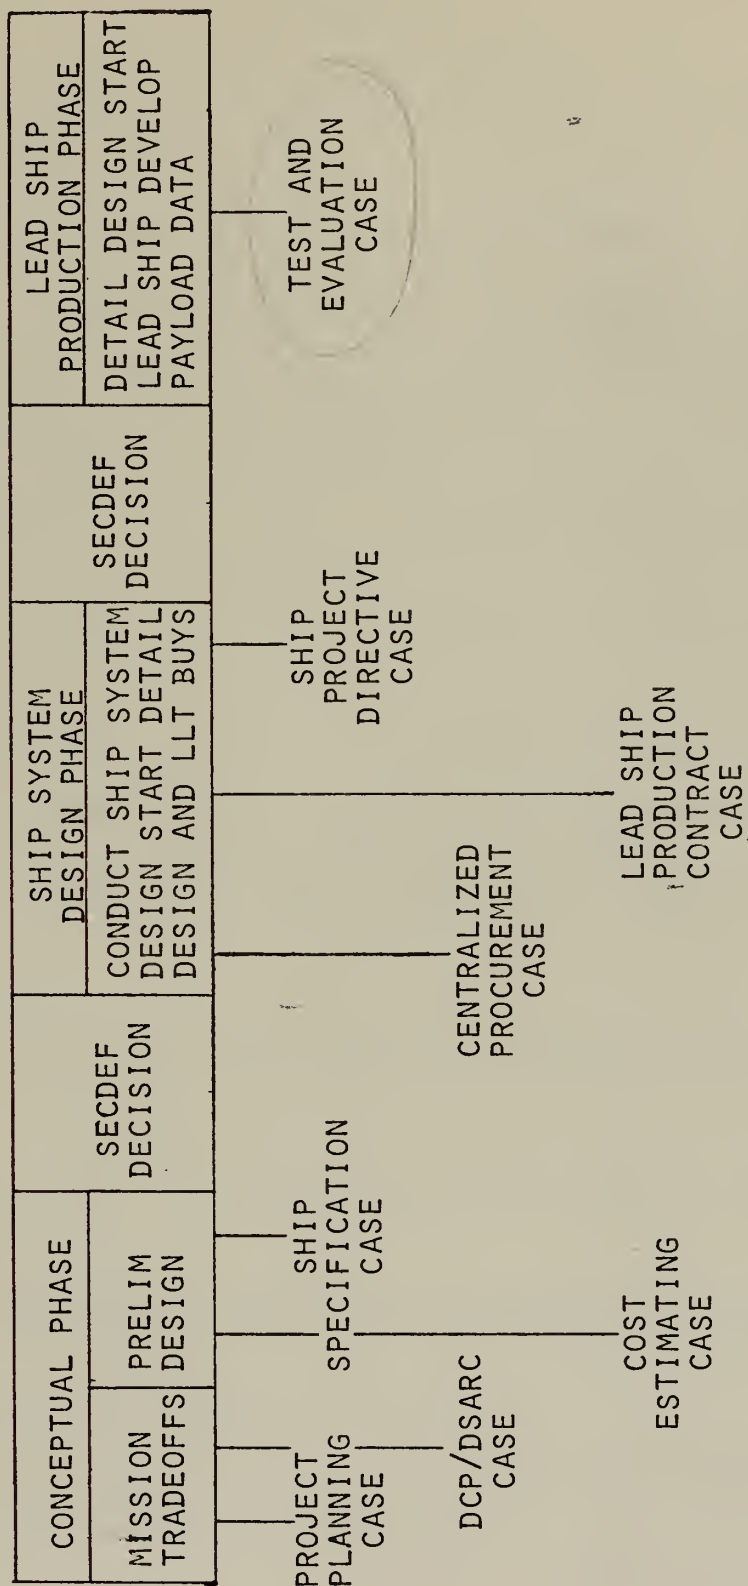 CONCEPTUAL PHASE
MISSION
TRADEOFFS
PRELIM
DESIGN
SECDEF
DECISION
SHIP SYSTEM
DESIGN PHASE
CONDUCT SHIP SYSTEM
DESIGN START DETAIL
DESIGN AND LLT BUYS
SECDEF
DECISION
LEAD SHIP
PRODUCTION PHASE
DETAIL DESIGN START
LEAD SHIP DEVELOP
PAYLOAD DATA
PROJECT
PLANNING
CASE
SHIP
SPECIFICATION
CASE
SHIP
PROJECT
DIRECTIVE
CASE
TEST AND
EVALUATION
CASE
DCP/DSARC
CASE
CENTRALIZED
PROCUREMENT
CASE
COST
ESTIMATING
CASE
LEAD SHIP
PRODUCTION
CONTRACT
CASE